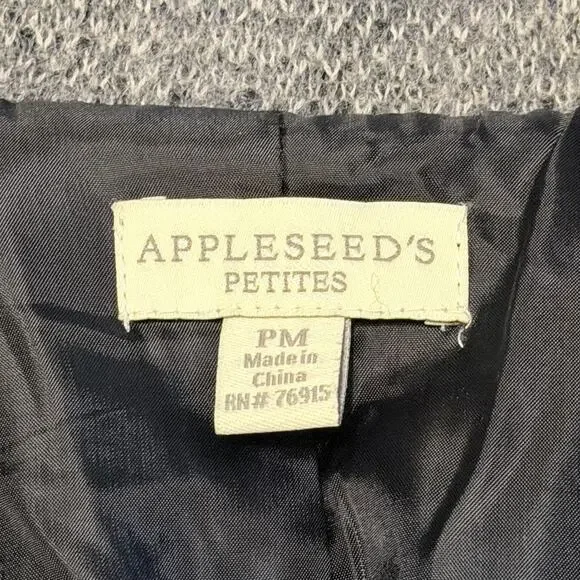 APPLESEED'S
PETITES
PM
Made in
China
RN# 76915